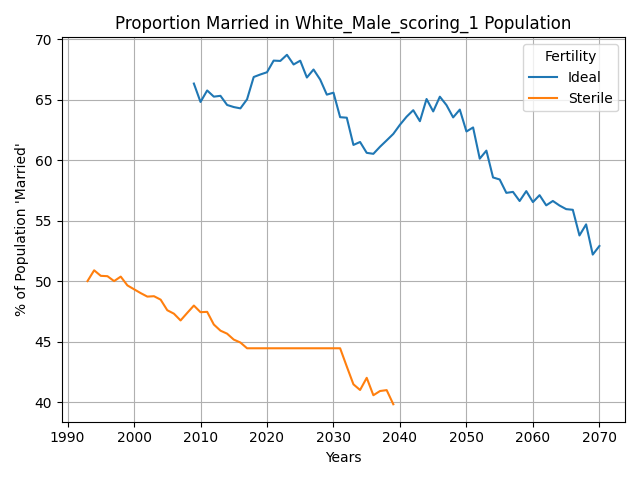 Proportion Married in White_Male_scoring_1 Population
% of Population 'Married'
70
65
60
55
50
45
40
Fertility
Ideal
Sterile
1990 2000 2010 2020 2030 2040 2050 2060 2070
Years